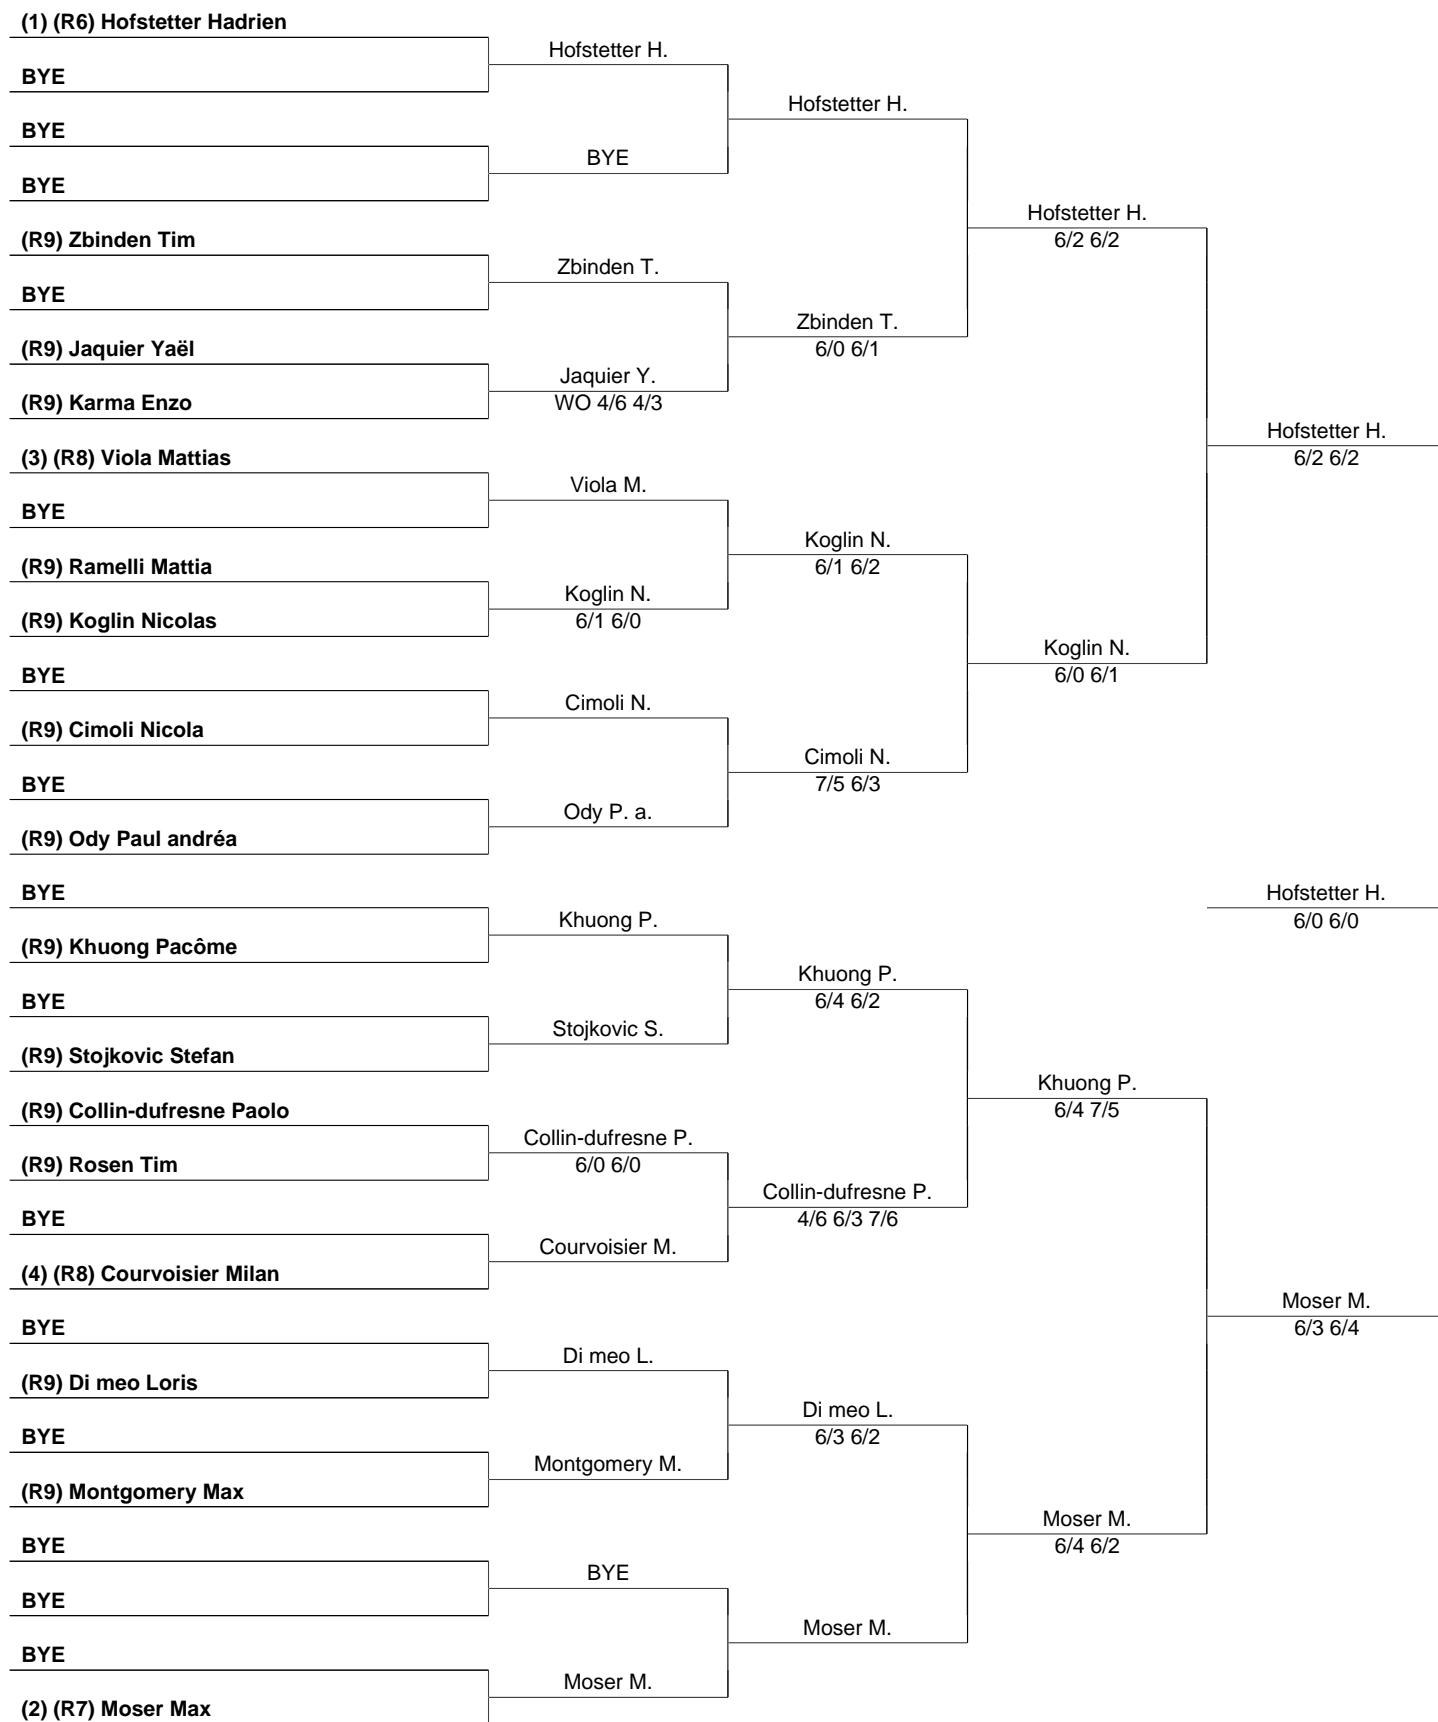 (1) (R6) Hofstetter Hadrien
Hofstetter H.
BYE
Hofstetter H.
BYE
BYE
BYE
Hofstetter H.
(R9) Zbinden Tim
6/2 6/2
Zbinden T.
BYE
Zbinden T.
(R9) Jaquier Yaël
6/0 6/1
Jaquier Y.
(R9) Karma Enzo
WO 4/6 4/3
Hofstetter H.
(3) (R8) Viola Mattias
6/2 6/2
Viola M.
BYE
Koglin N.
(R9) Ramelli Mattia
6/1 6/2
Koglin N.
(R9) Koglin Nicolas
6/1 6/0
Koglin N.
BYE
6/0 6/1
Cimoli N.
(R9) Cimoli Nicola
Cimoli N.
BYE
7/5 6/3
Ody P. a.
(R9) Ody Paul andréa
BYE
Hofstetter H.
Khuong P.
6/0 6/0
(R9) Khuong Pacôme
Khuong P.
BYE
6/4 6/2
Stojkovic S.
(R9) Stojkovic Stefan
Khuong P.
(R9) Collin-dufresne Paolo
6/4 7/5
Collin-dufresne P.
(R9) Rosen Tim
6/0 6/0
Collin-dufresne P.
BYE
4/6 6/3 7/6
Courvoisier M.
(4) (R8) Courvoisier Milan
Moser M.
BYE
6/3 6/4
Di meo L.
(R9) Di meo Loris
Di meo L.
BYE
6/3 6/2
Montgomery M.
(R9) Montgomery Max
Moser M.
BYE
6/4 6/2
BYE
BYE
Moser M.
BYE
Moser M.
(2) (R7) Moser Max